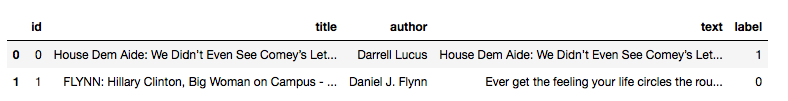 id title author text label
0 0 House Dem Aide: We Didn't Even See Comey's Let... Darrell Lucus House Dem Aide: We Didn't Even See Comey's Let... 1
1 1 FLYNN: Hillary Clinton, Big Woman on Campus - ... Daniel J. Flynn Ever get the feeling your life circles the rou... 0